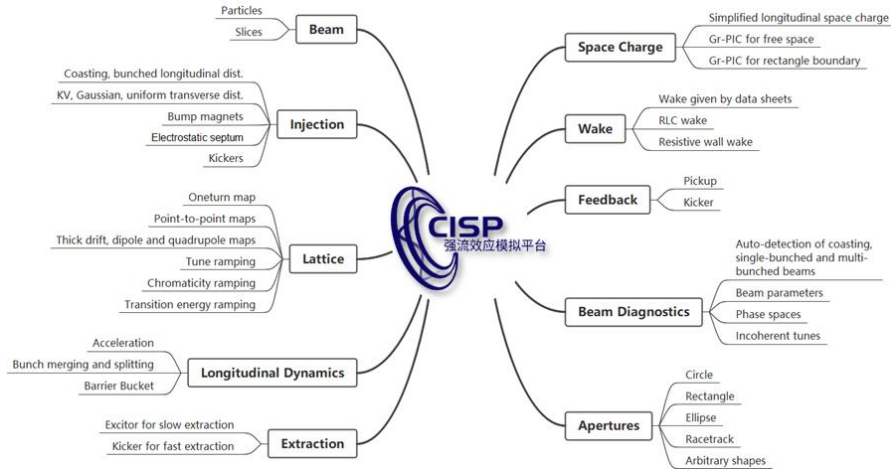 Particles
Slices
Beam
Coasting, bunched longitudinal dist.
KV, Gaussian, uniform transverse dist.
Bump magnets
Electrostatic septum
Kickers
Injection
Oneturn map
Point-to-point maps
Thick drift, dipole and quadrupole maps
Tune ramping
Chromaticity ramping
Transition energy ramping
Lattice
Acceleration
Bunch merging and splitting
Barrier Bucket
Longitudinal Dynamics
Excitor for slow extraction
Kicker for fast extraction
Extraction
CISP
强流效应模拟平台
Space Charge
Simplified longitudinal space charge
Gr-PIC for free space
Gr-PIC for rectangle boundary
Wake
Wake given by data sheets
RLC wake
Resistive wall wake
Feedback
Pickup
Kicker
Beam Diagnostics
Auto-detection of coasting,
single-bunched and multi-
bunched beams
Beam parameters
Phase spaces
Incoherent tunes
Apertures
Circle
Rectangle
Ellipse
Racetrack
Arbitrary shapes